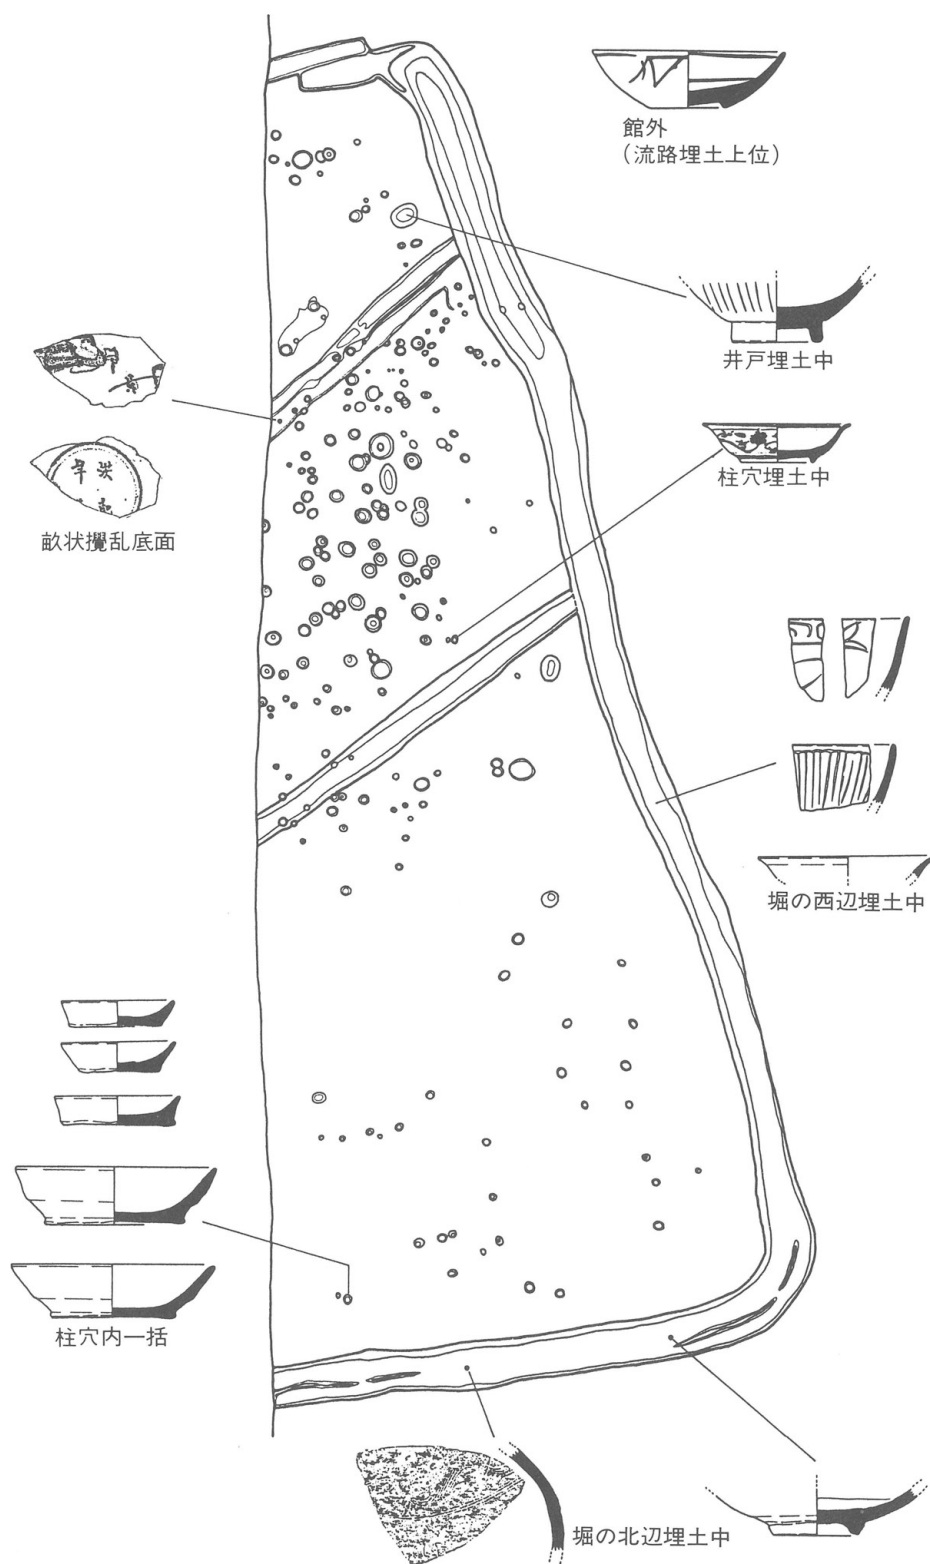 館外
(流路埋土上位)
井戸埋土中
柱穴埋土中
畝状攪乱底面
堀の西辺埋土中
柱穴内一括
堀の北辺埋土中